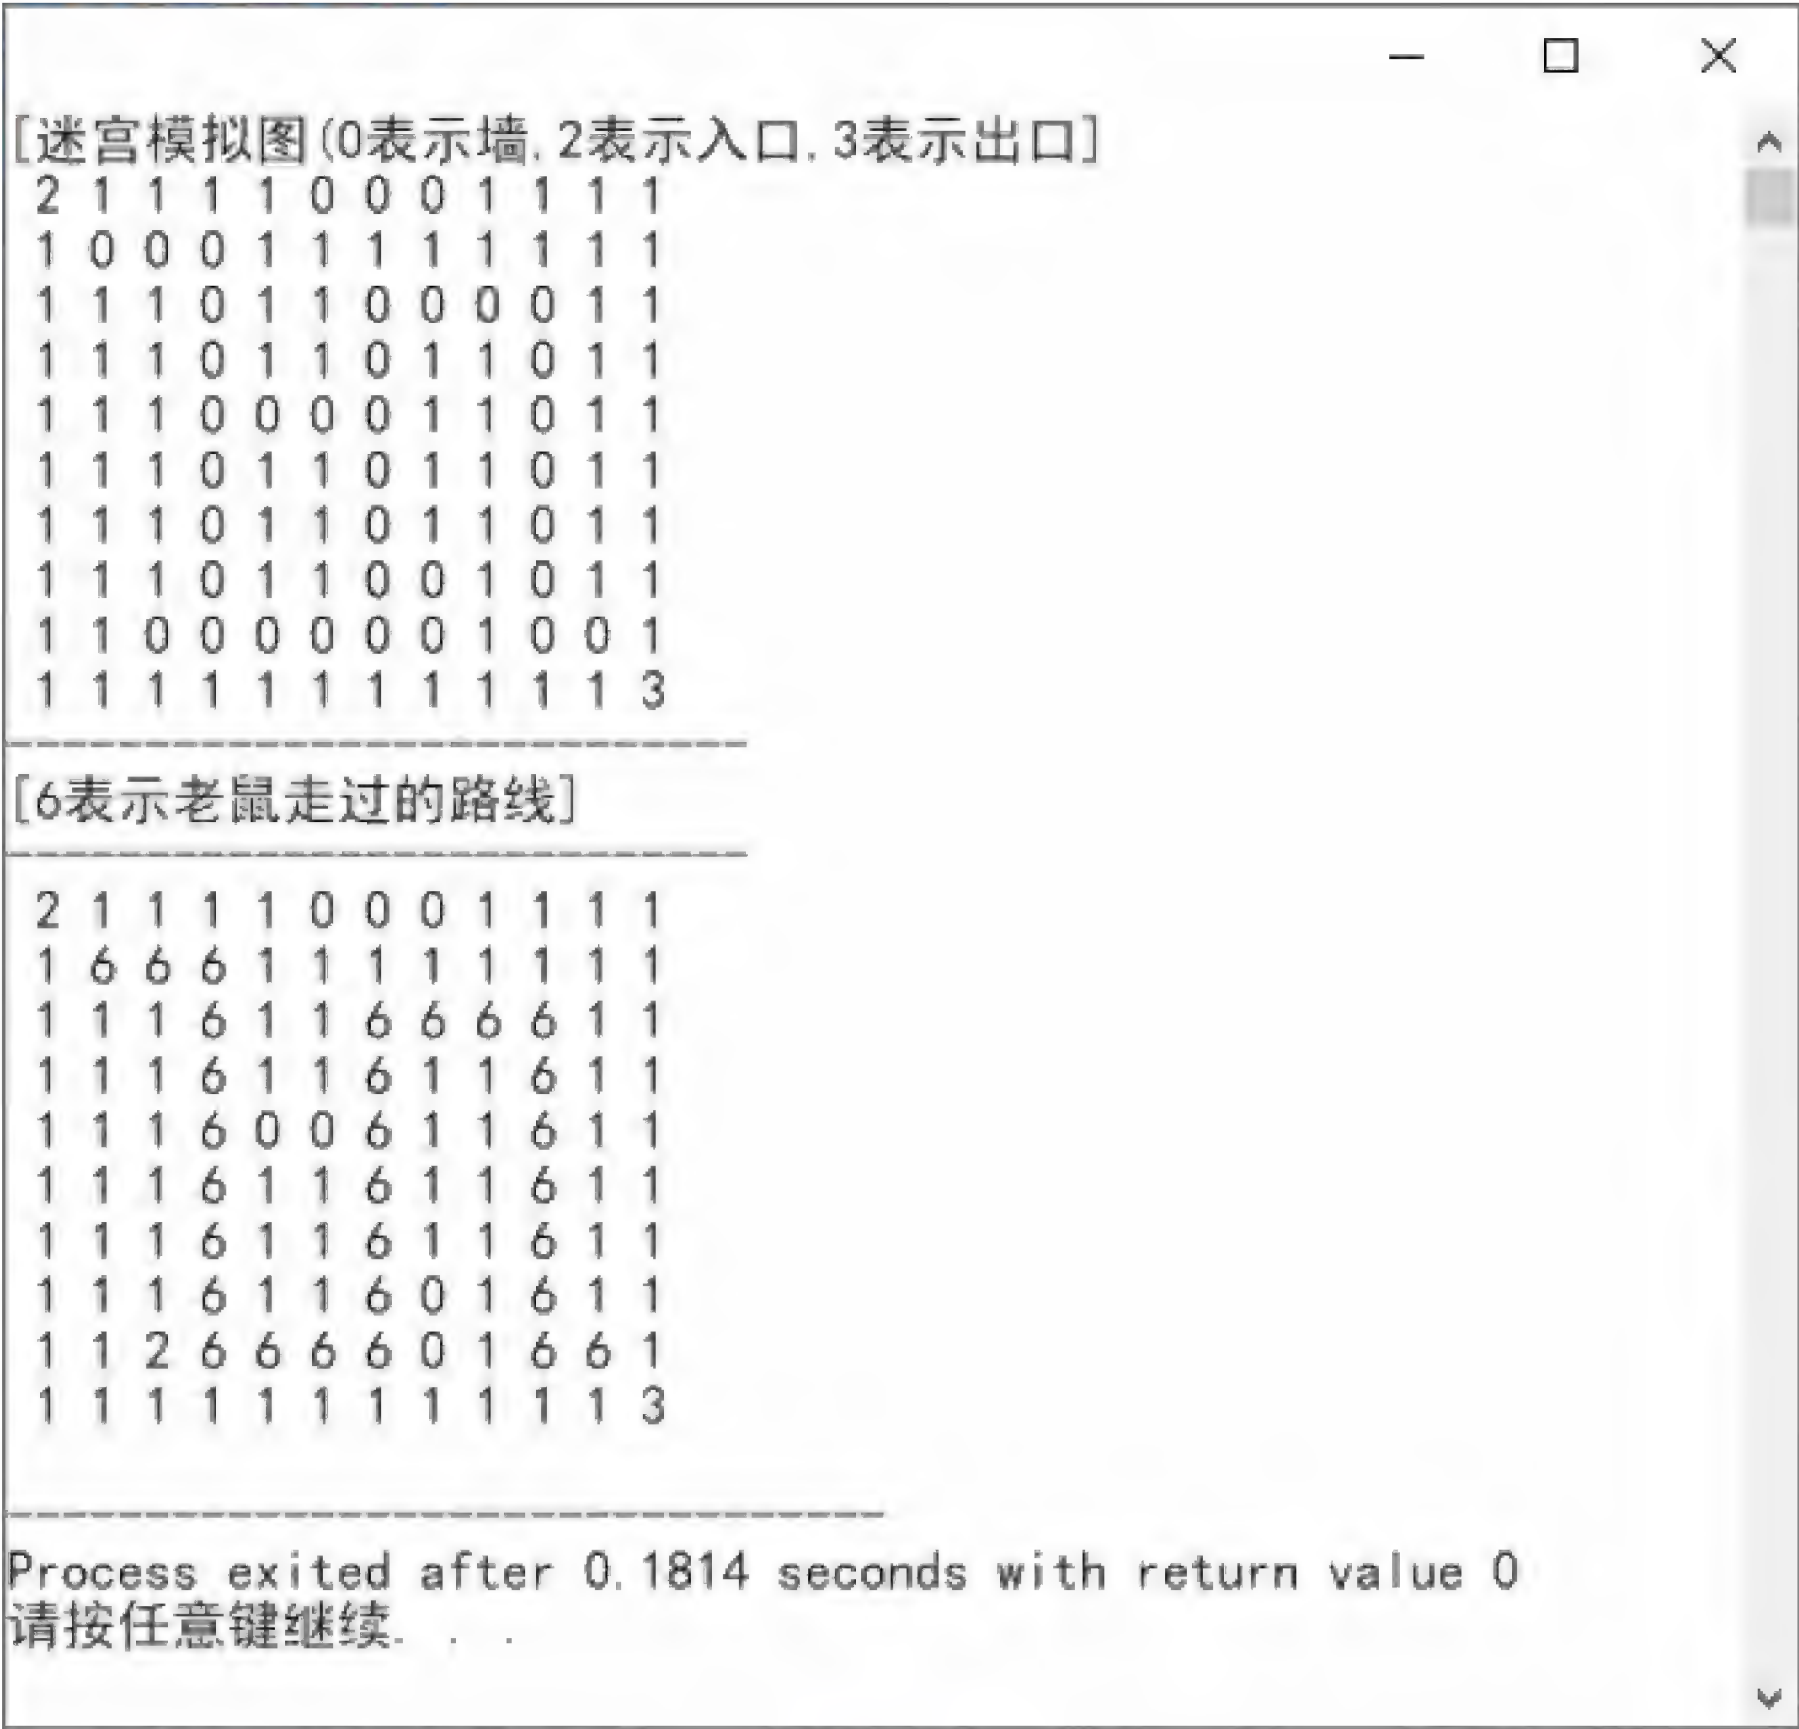 [迷宫模拟图(0表示墙,2表示入口,3表示出口]
2 1 1 1 1 0 0 0 1 1 1 1
1 0 0 0 1 1 1 1 1 1 1 1
1 1 1 0 1 1 0 0 0 0 1 1
1 1 1 0 1 1 0 1 1 0 1 1
1 1 1 0 0 0 0 1 1 0 1 1
1 1 1 0 1 1 0 1 1 0 1 1
1 1 1 0 1 1 0 1 1 0 1 1
1 1 1 0 1 1 0 0 1 0 1 1
1 1 0 0 0 0 0 0 1 0 0 1
1 1 1 1 1 1 1 1 1 1 1 3
---------------------------
[6表示老鼠走过的路线]
---------------------------
2 1 1 1 1 0 0 0 1 1 1 1
1 6 6 6 1 1 1 1 1 1 1 1
1 1 1 6 1 1 6 6 6 6 1 1
1 1 1 6 1 1 6 1 1 6 1 1
1 1 1 6 0 0 6 1 1 6 1 1
1 1 1 6 1 1 6 1 1 6 1 1
1 1 1 6 1 1 6 1 1 6 1 1
1 1 1 6 1 1 6 0 1 6 1 1
1 1 2 6 6 6 6 0 1 6 6 1
1 1 1 1 1 1 1 1 1 1 1 3
--------------------------------
Process exited after 0.1814 seconds with return value 0
请按任意键继续. . .